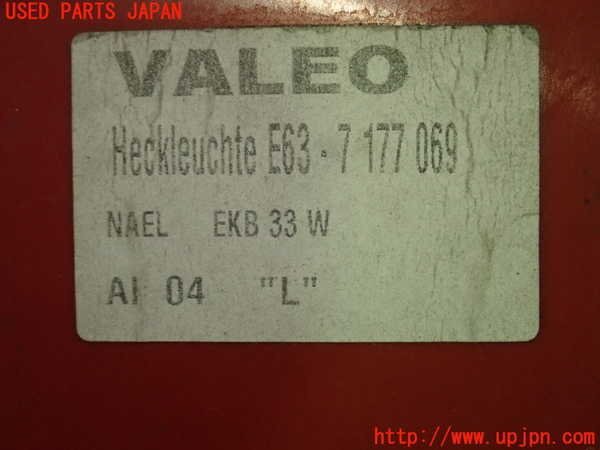 USED PARTS JAPAN
VALEO
Heckleuchte E63 - 7 177 069
NAEL EKB 33 W
AI 04 "L"
http://www.upjpn.com/